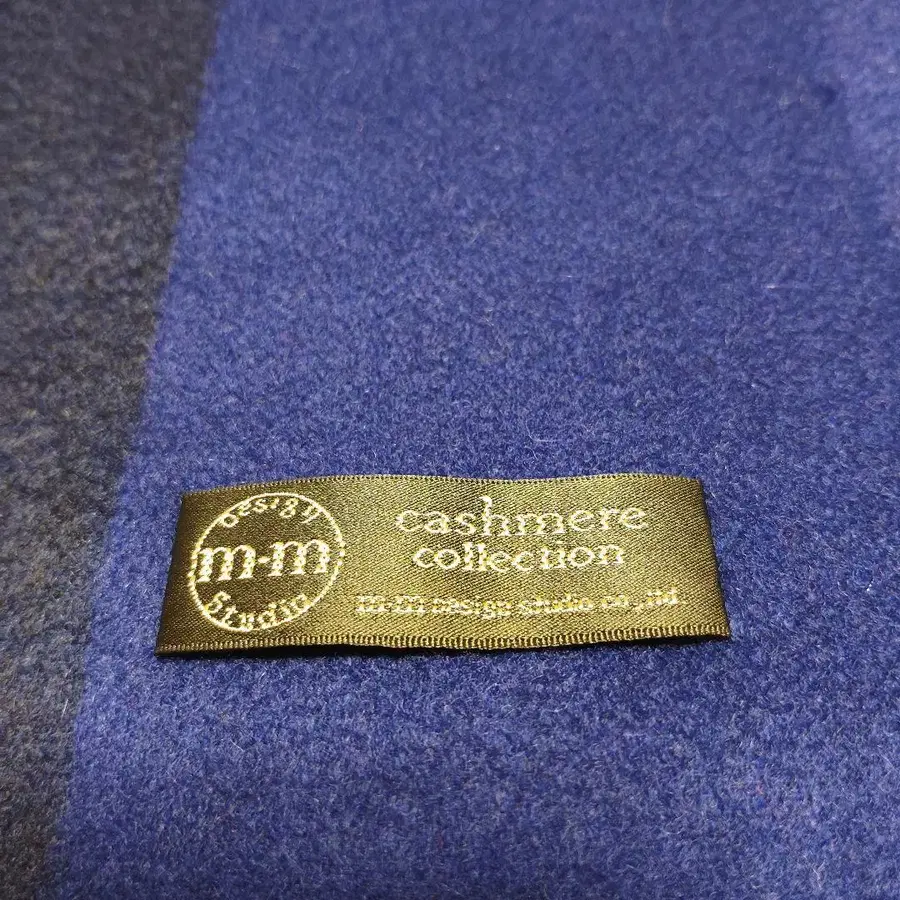 Design
m·m
Studio
cashmere
collection
m·m Design studio co.,ltd.